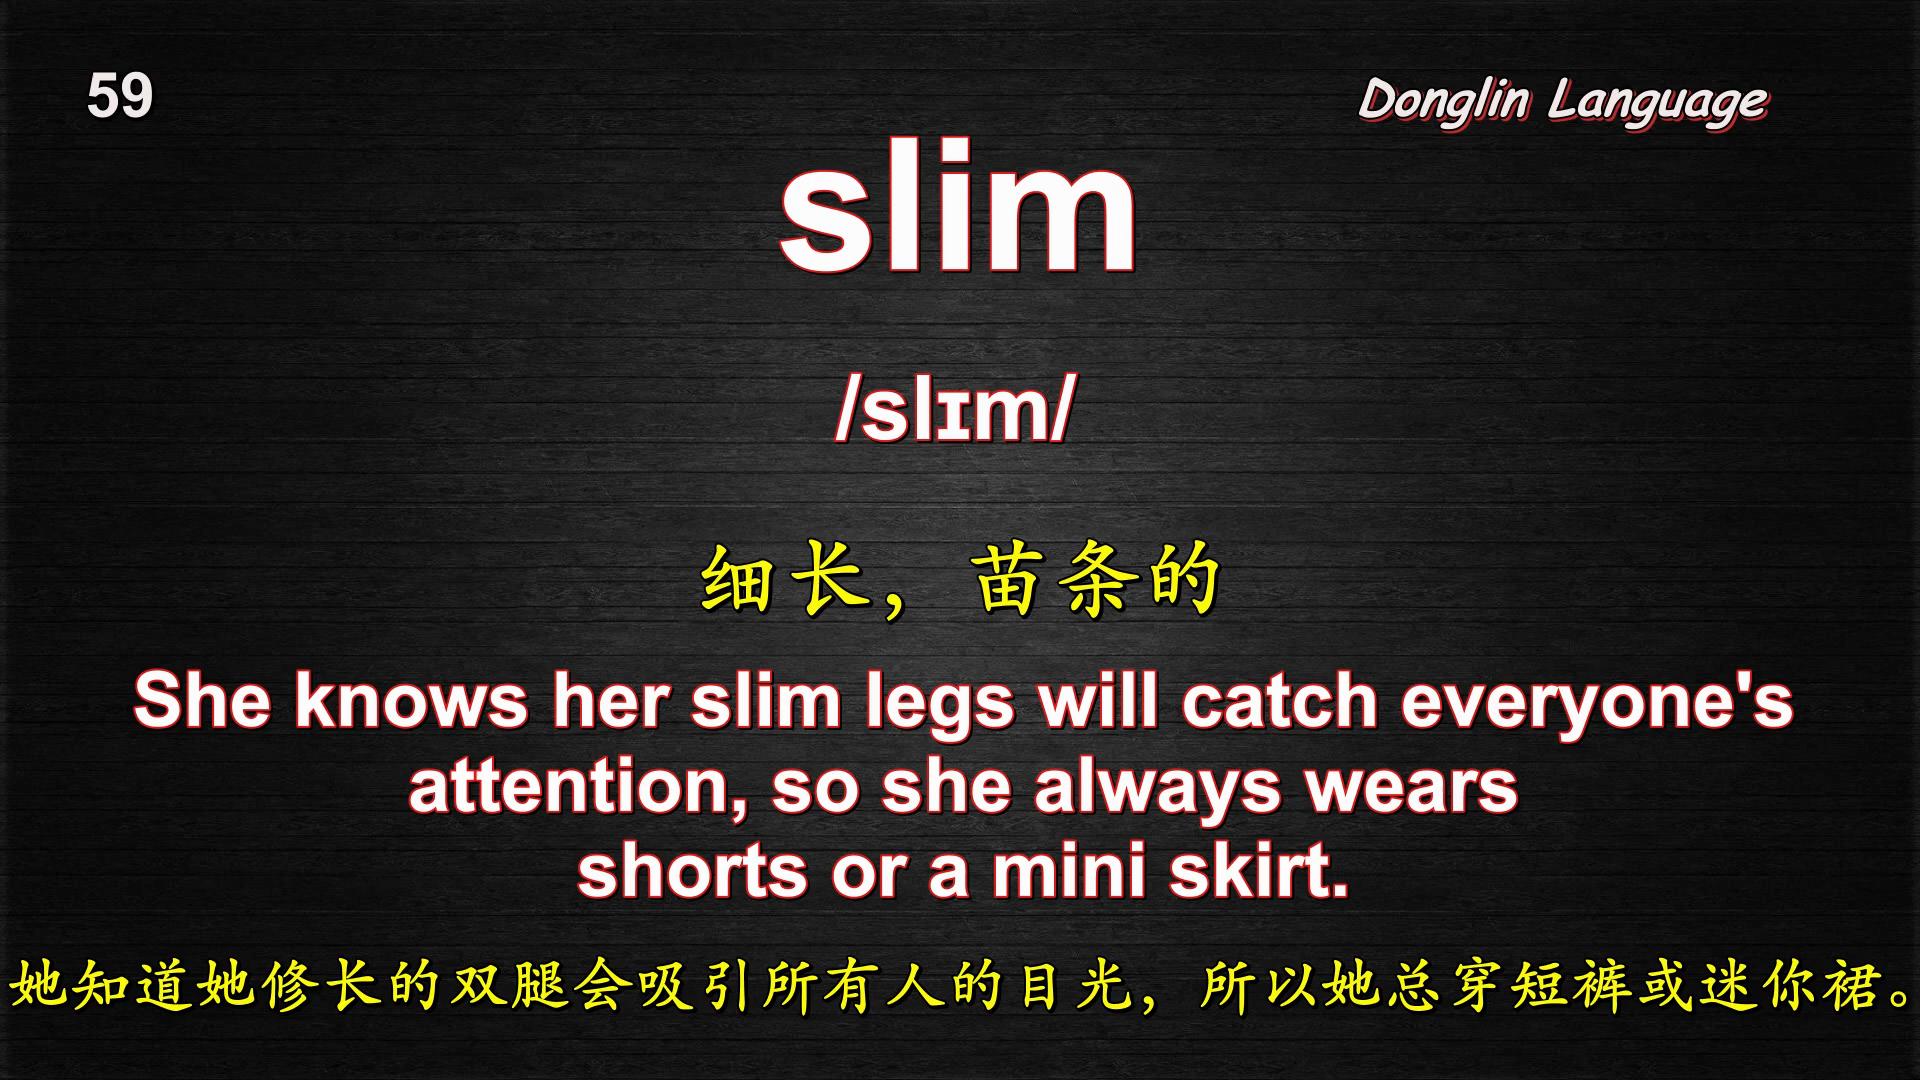 59
Donglin Language
slim
/slɪm/
细长，苗条的
She knows her slim legs will catch everyone's
attention, so she always wears
shorts or a mini skirt.
她知道她修长的双腿会吸引所有人的目光，所以她总穿短裤或迷你裙。